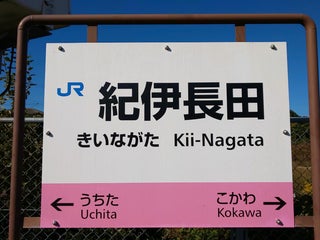 JR 紀伊長田
きいながた Kii-Nagata
← うちた こかわ →
Uchita Kokawa